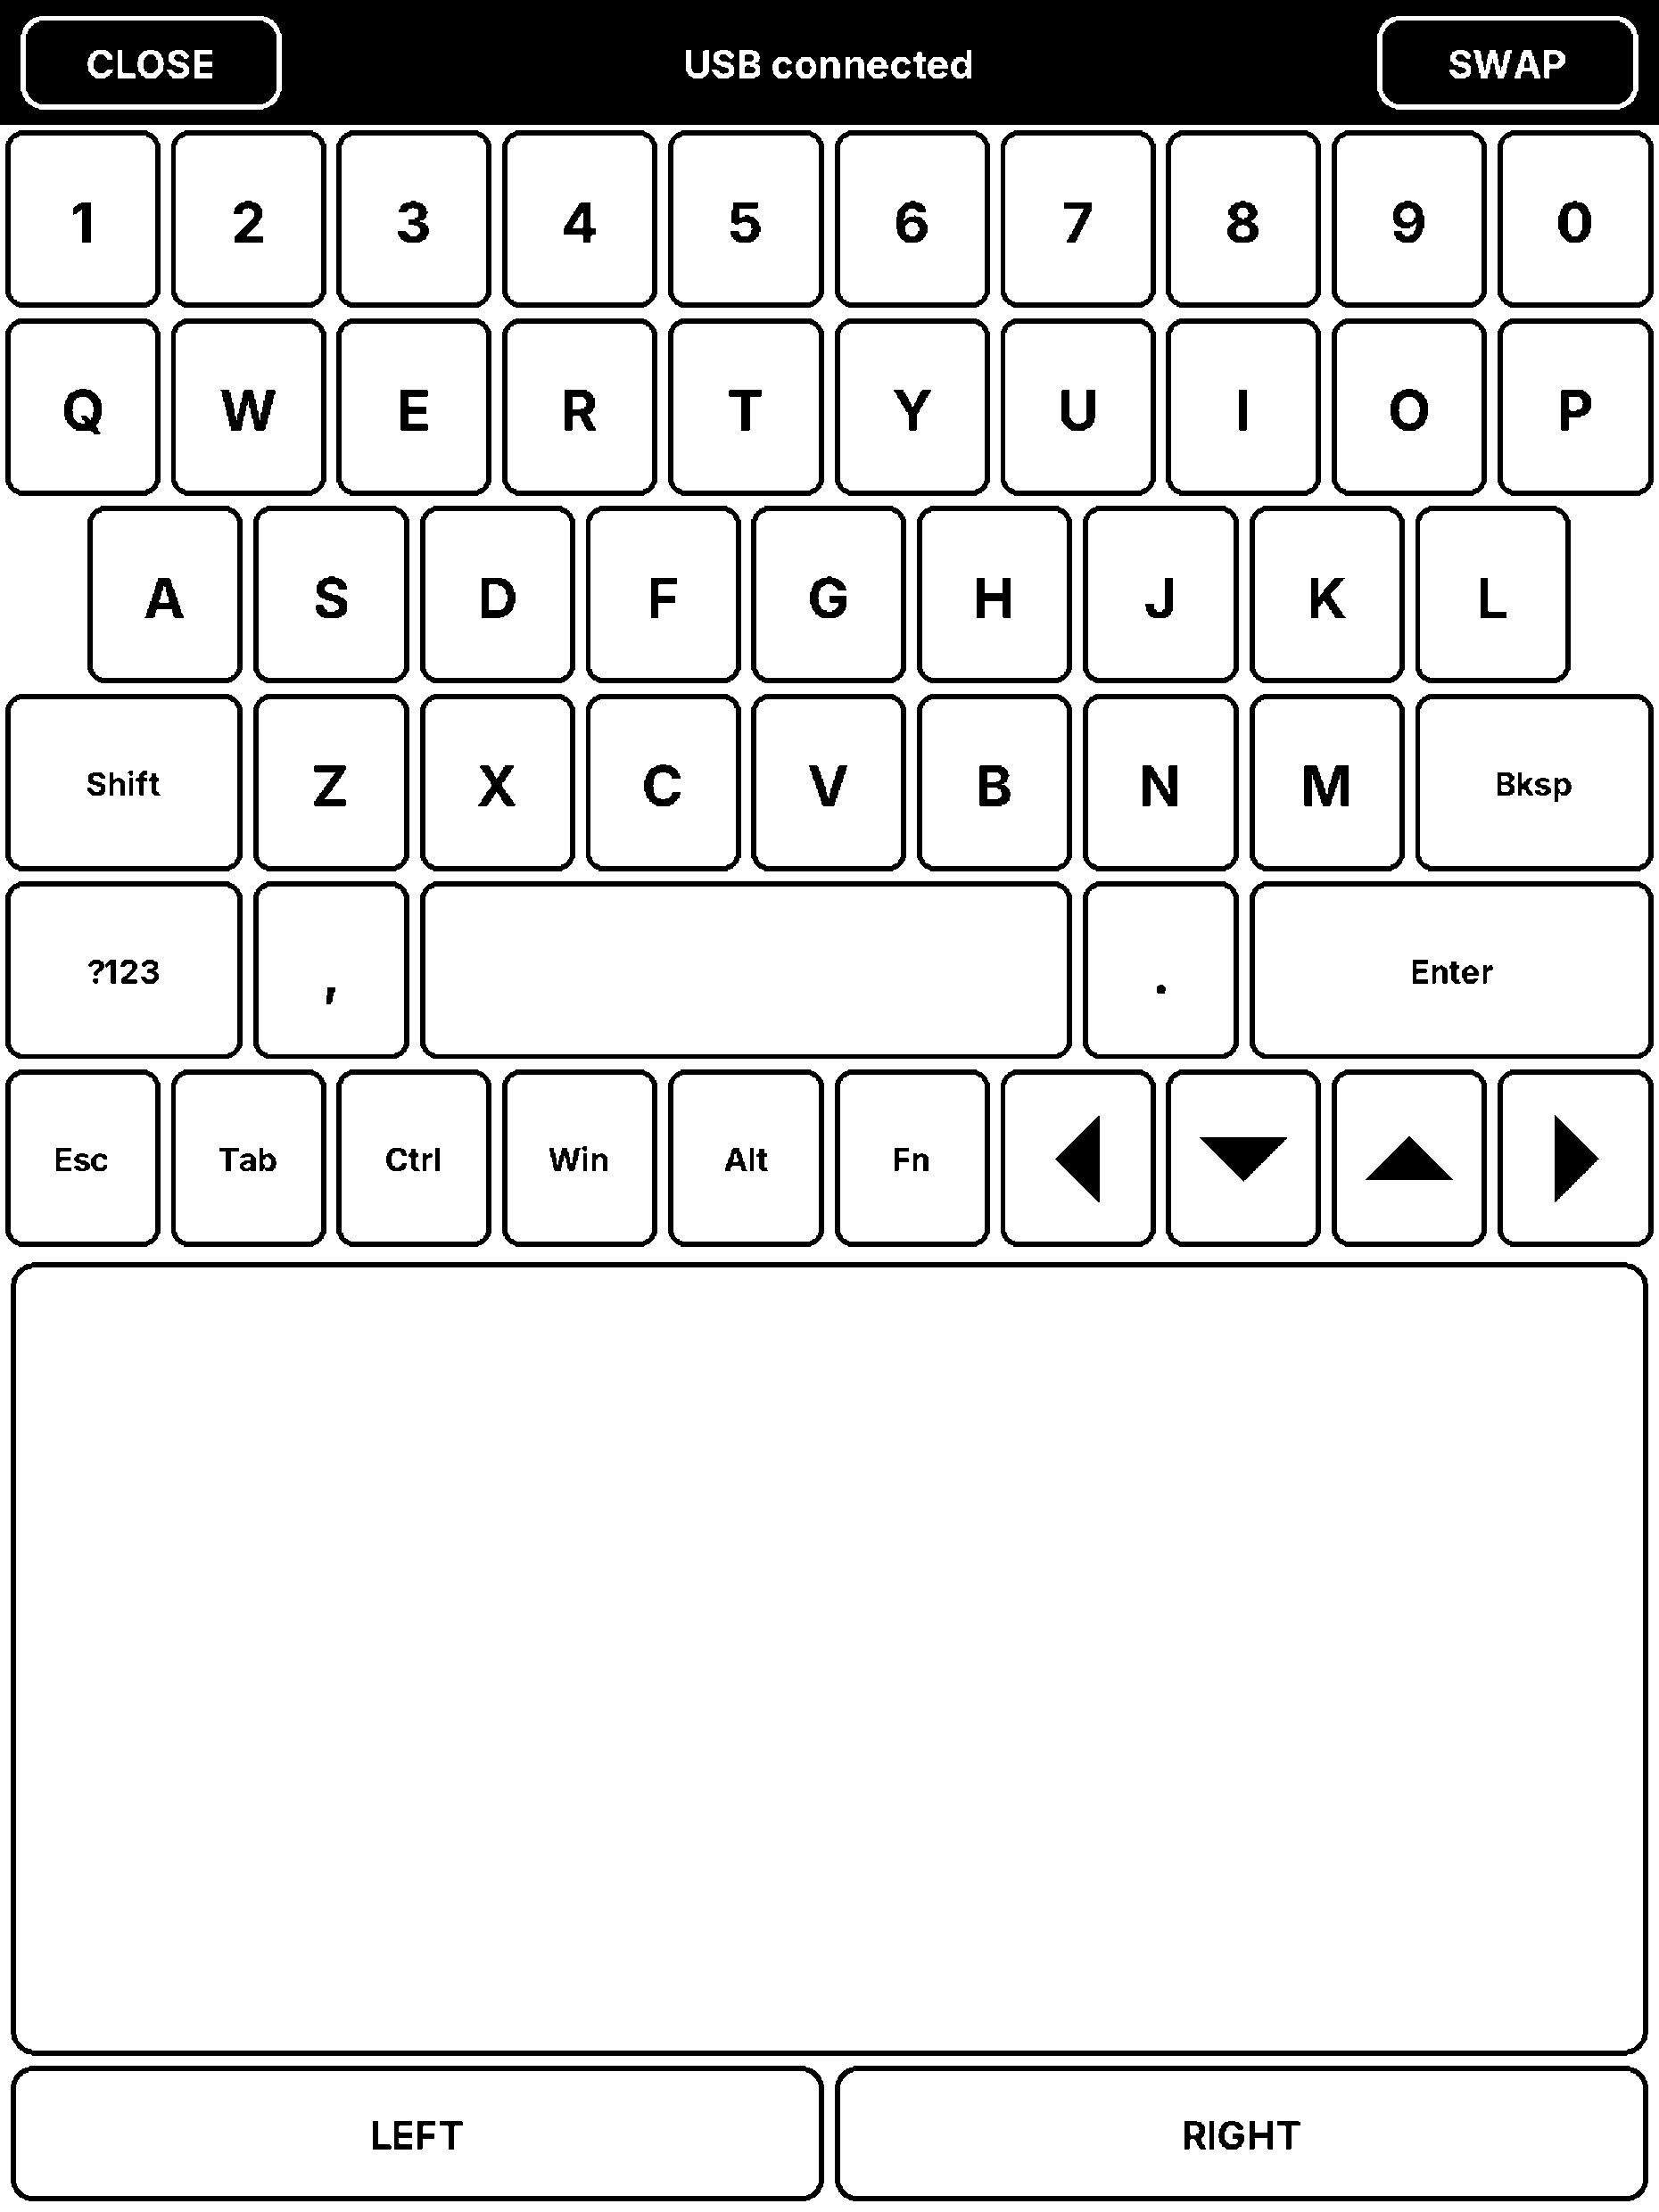 CLOSE USB connected SWAP
1 2 3 4 5 6 7 8 9 0
Q W E R T Y U I O P
A S D F G H J K L
Shift Z X C V B N M Bksp
?123 , . Enter
Esc Tab Ctrl Win Alt Fn
LEFT RIGHT